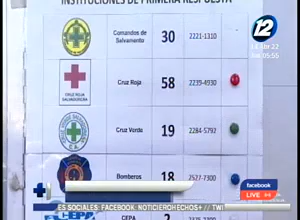 INSTITUCIONES DE PRIMERA RESPUESTA
12
Comandos de
Salvamento
30
2221-1310
14 Abr 22
05:55
Cruz Roja
58
2239-4930
CRUZ ROJA
SALVADOREÑA
Cruz Verde
19
2284-5792
Bomberos
18
2527-7300
facebook
LIVE
ES SOCIALES: FACEBOOK: NOTICIEROHECHOS+ // TWI
CEPA
2